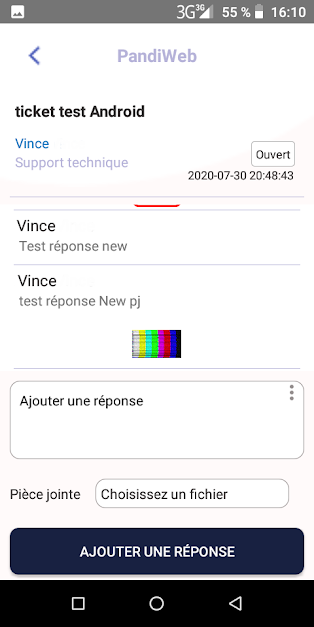 3G 3G 55 % 16:10
PandiWeb
ticket test Android
Vince
Support technique
Ouvert
2020-07-30 20:48:43
Vince
Test réponse new
Vince
test réponse New pj
Ajouter une réponse
Pièce jointe
Choisissez un fichier
AJOUTER UNE RÉPONSE